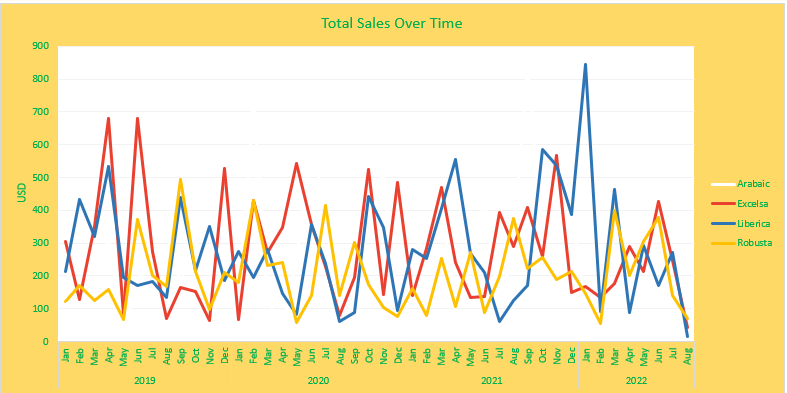 Total Sales Over Time
900
800
700
600
500
400
300
200
100
0
USD
Arabaic
Excelsa
Liberica
Robusta
Jan Feb Mar Apr May Jun Jul Aug Sep Oct Nov Dec Jan Feb Mar Apr May Jun Jul Aug Sep Oct Nov Dec Jan Feb Mar Apr May Jun Jul Aug Sep Oct Nov Dec Jan Feb Mar Apr May Jun Jul Aug
2019 2020 2021 2022